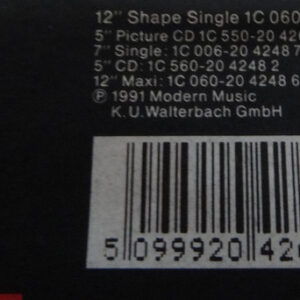 12" Shape Single 1C 060
5" Picture CD 1C 550-20 426
7" Single: 1C 006-20 4248 7
5" CD: 1C 560-20 4248 2
12" Maxi: 1C 060-20 4248 6
℗ 1991 Modern Music
K.U.Walterbach GmbH
5 099920 426